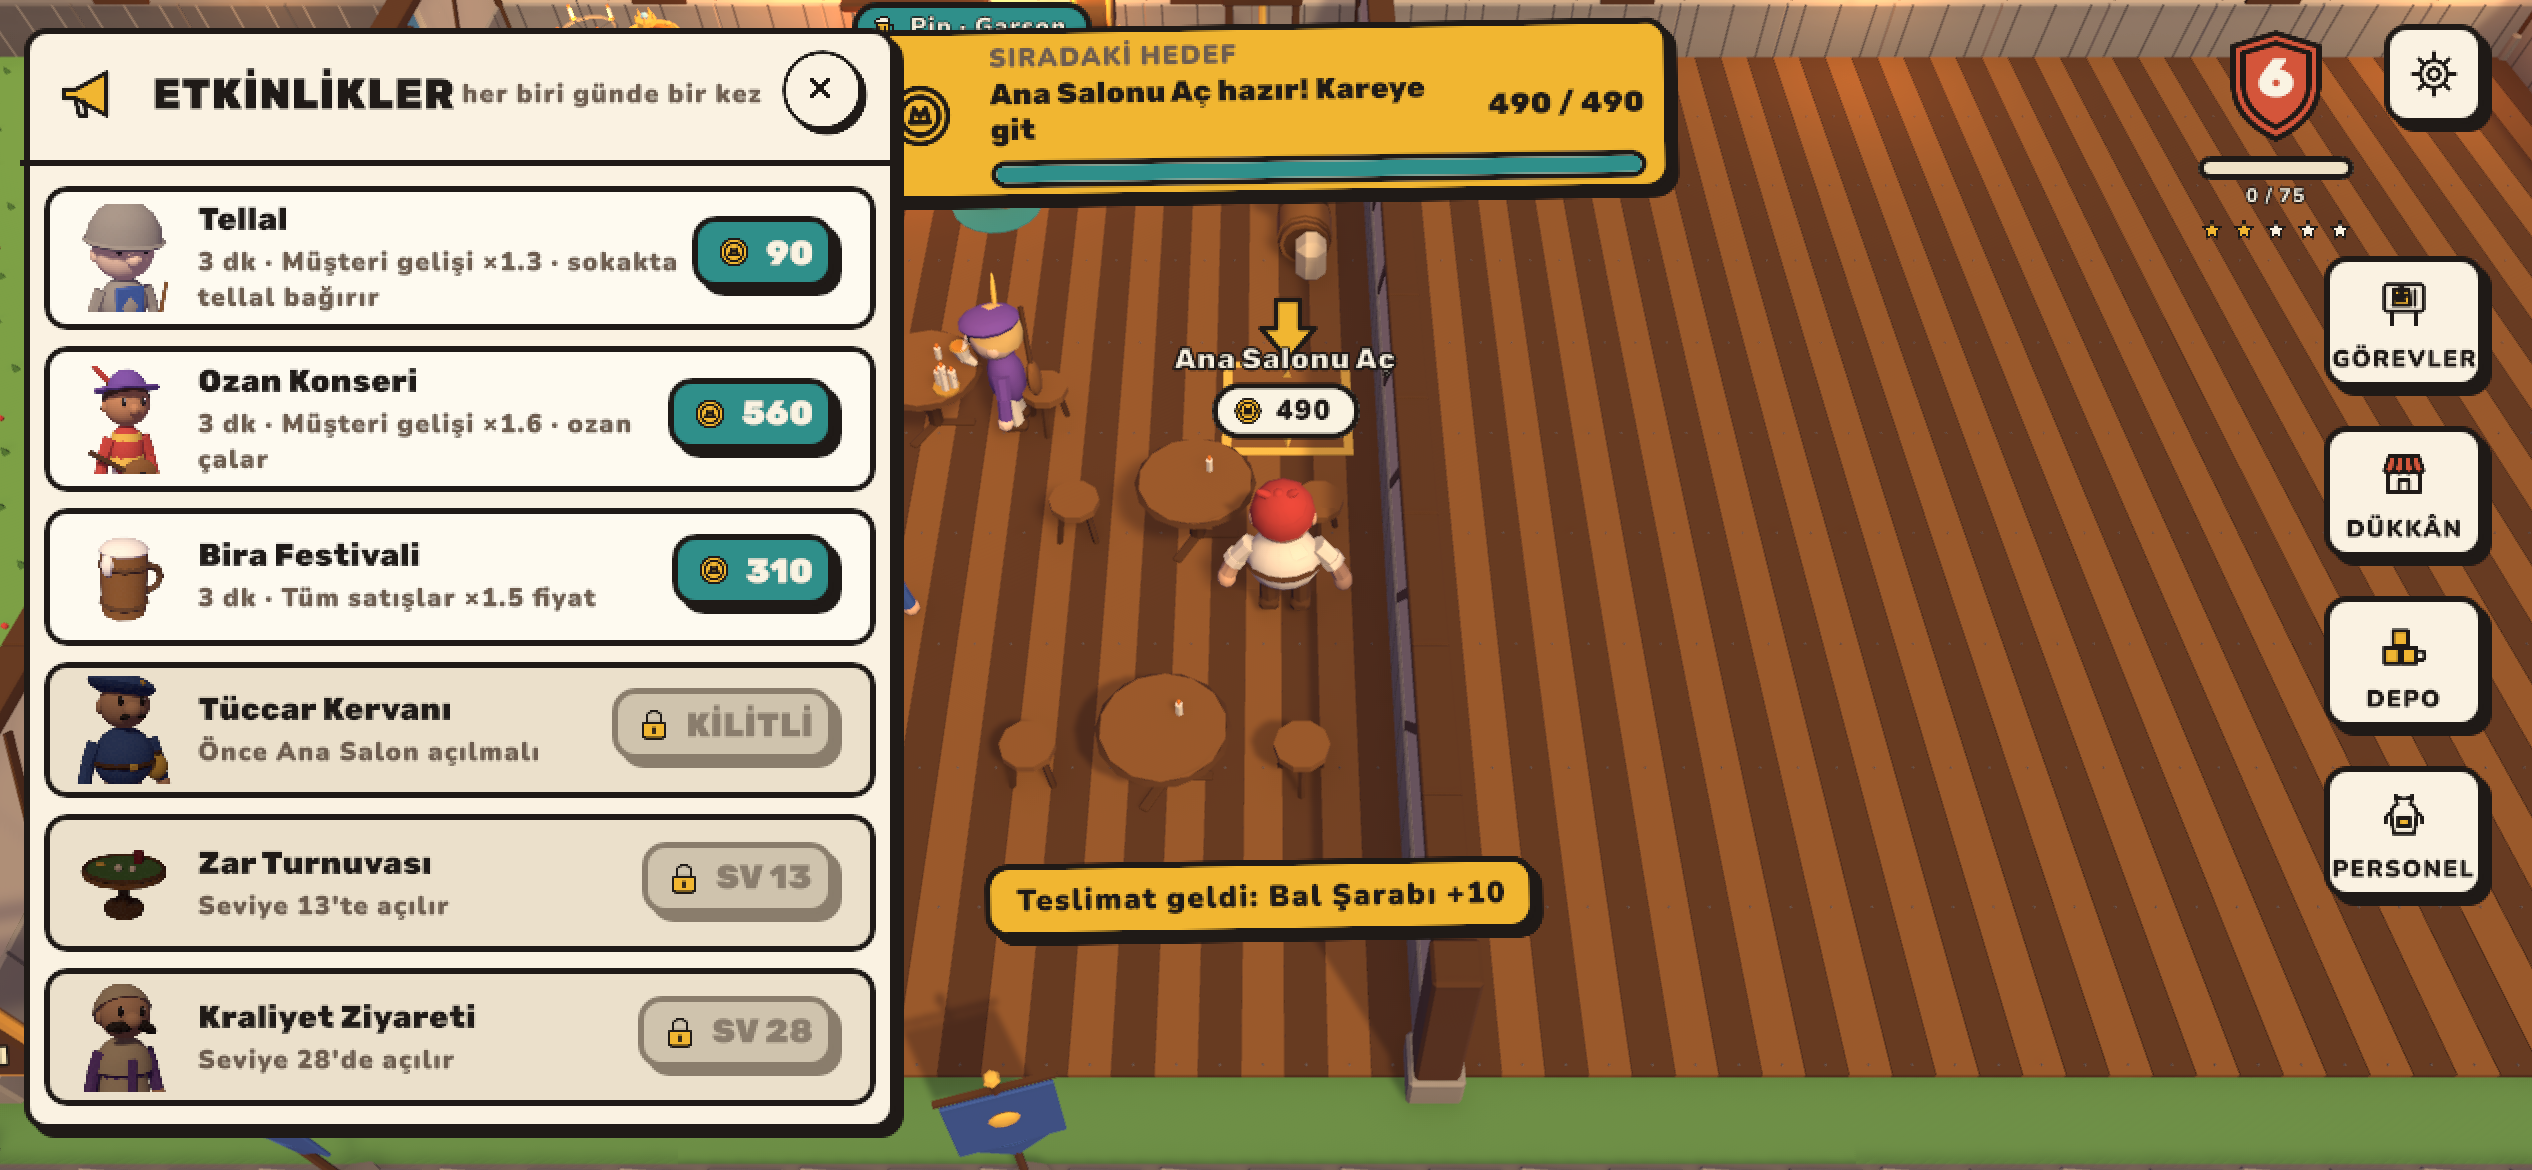 Pip · Garson
ETKİNLİKLER her biri günde bir kez
SIRADAKİ HEDEF
Ana Salonu Aç hazır! Kareye
git
490 / 490
6
0 / 75
Tellal
3 dk · Müşteri gelişi ×1.3 · sokakta
tellal bağırır
90
Ozan Konseri
3 dk · Müşteri gelişi ×1.6 · ozan
çalar
560
Bira Festivali
3 dk · Tüm satışlar ×1.5 fiyat
310
Tüccar Kervanı
Önce Ana Salon açılmalı
KİLİTLİ
Zar Turnuvası
Seviye 13'te açılır
SV 13
Kraliyet Ziyareti
Seviye 28'de açılır
SV 28
Ana Salonu Aç
490
Teslimat geldi: Bal Şarabı +10
GÖREVLER
DÜKKÂN
DEPO
PERSONEL